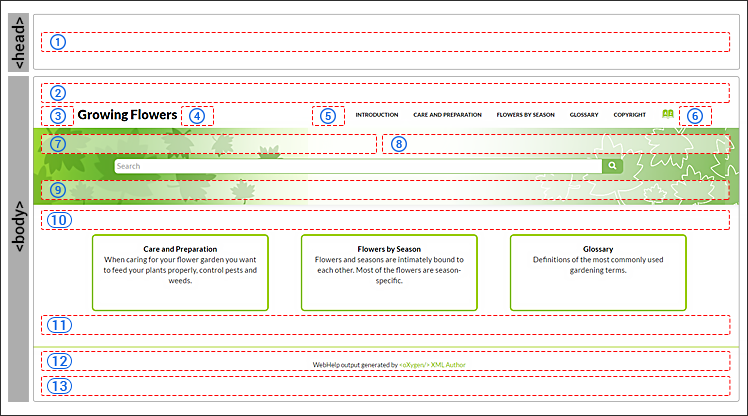 <head>
1
<body>
2
3 Growing Flowers 4 5 INTRODUCTION CARE AND PREPARATION FLOWERS BY SEASON GLOSSARY COPYRIGHT 6
7 8
Search
9
10
Care and Preparation
When caring for your flower garden you want
to feed your plants properly, control pests and
weeds.
Flowers by Season
Flowers and seasons are intimately bound to
each other. Most of the flowers are season-
specific.
Glossary
Definitions of the most commonly used
gardening terms.
11
12
WebHelp output generated by <oXygen/> XML Author
13